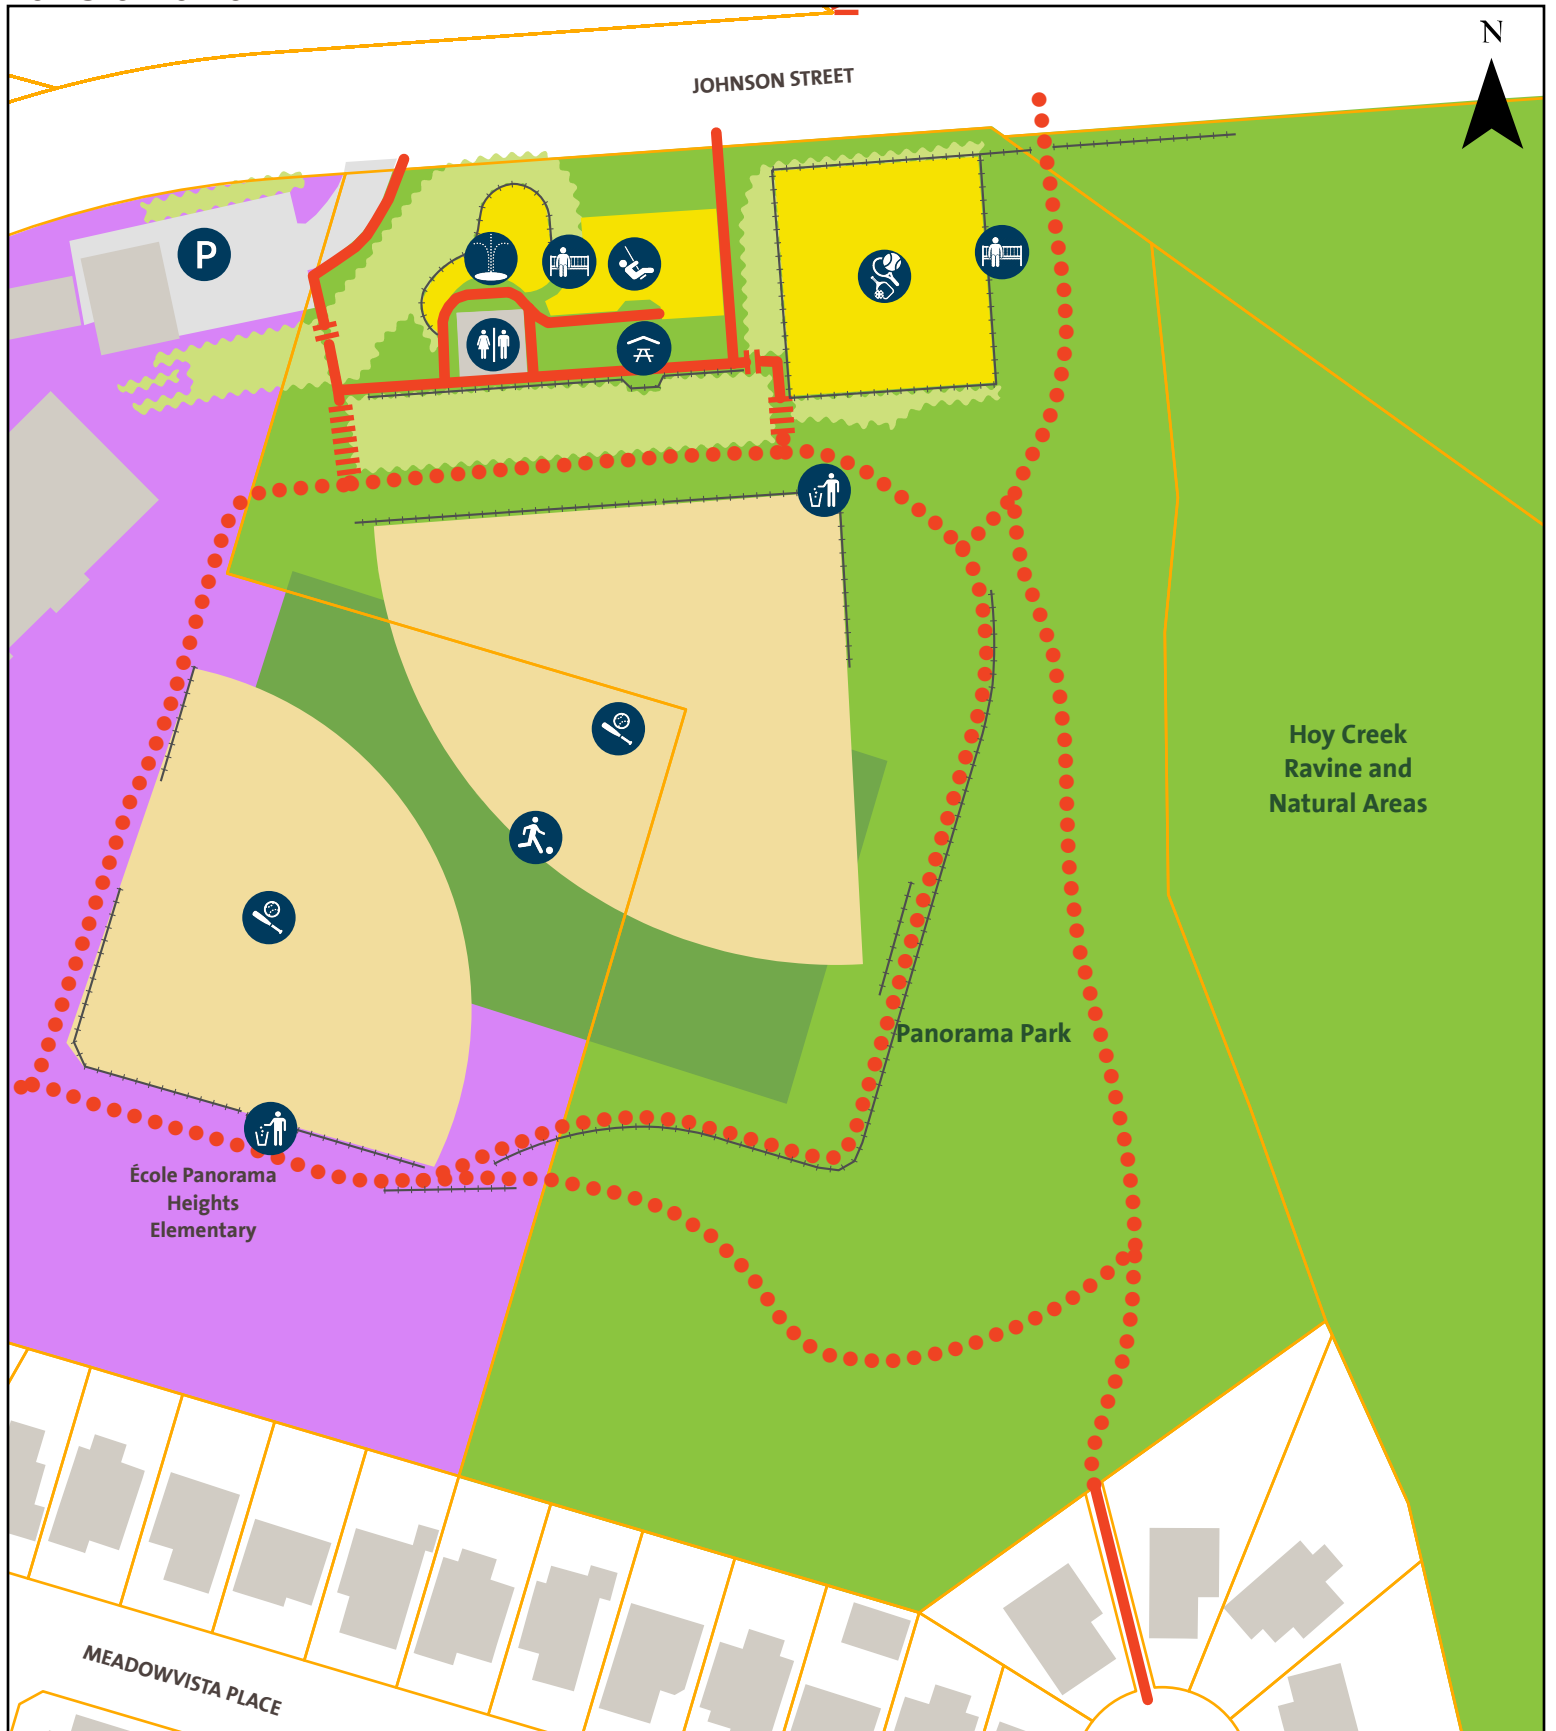 N
JOHNSON STREET
P
Hoy Creek
Ravine and
Natural Areas
Panorama Park
École Panorama
Heights
Elementary
MEADOWVISTA PLACE